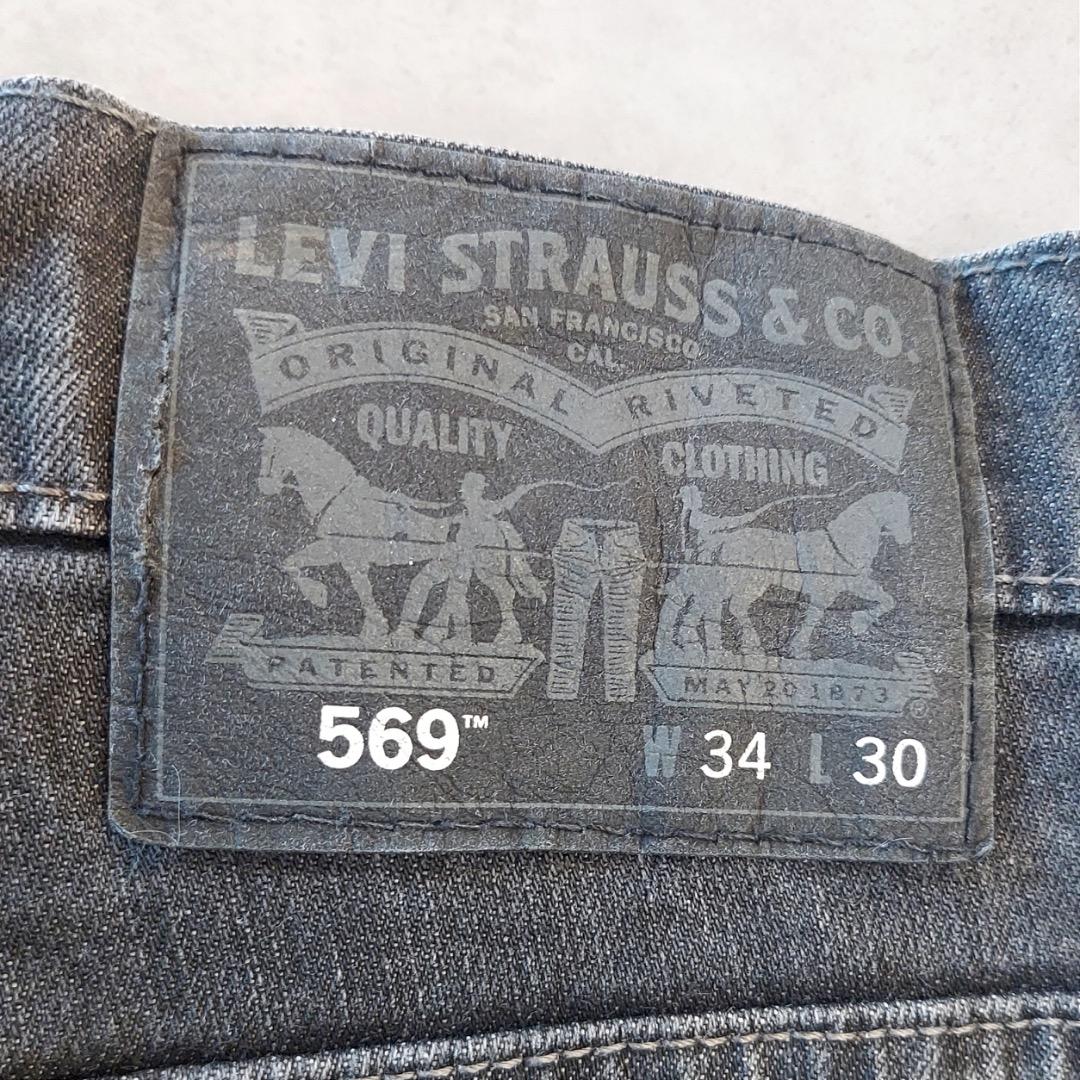 LEVI STRAUSS & CO.
SAN FRANCISCO
CAL.
ORIGINAL RIVETED
QUALITY CLOTHING
PATENTED MAY 20 1873 ®
569™ W 34 L 30